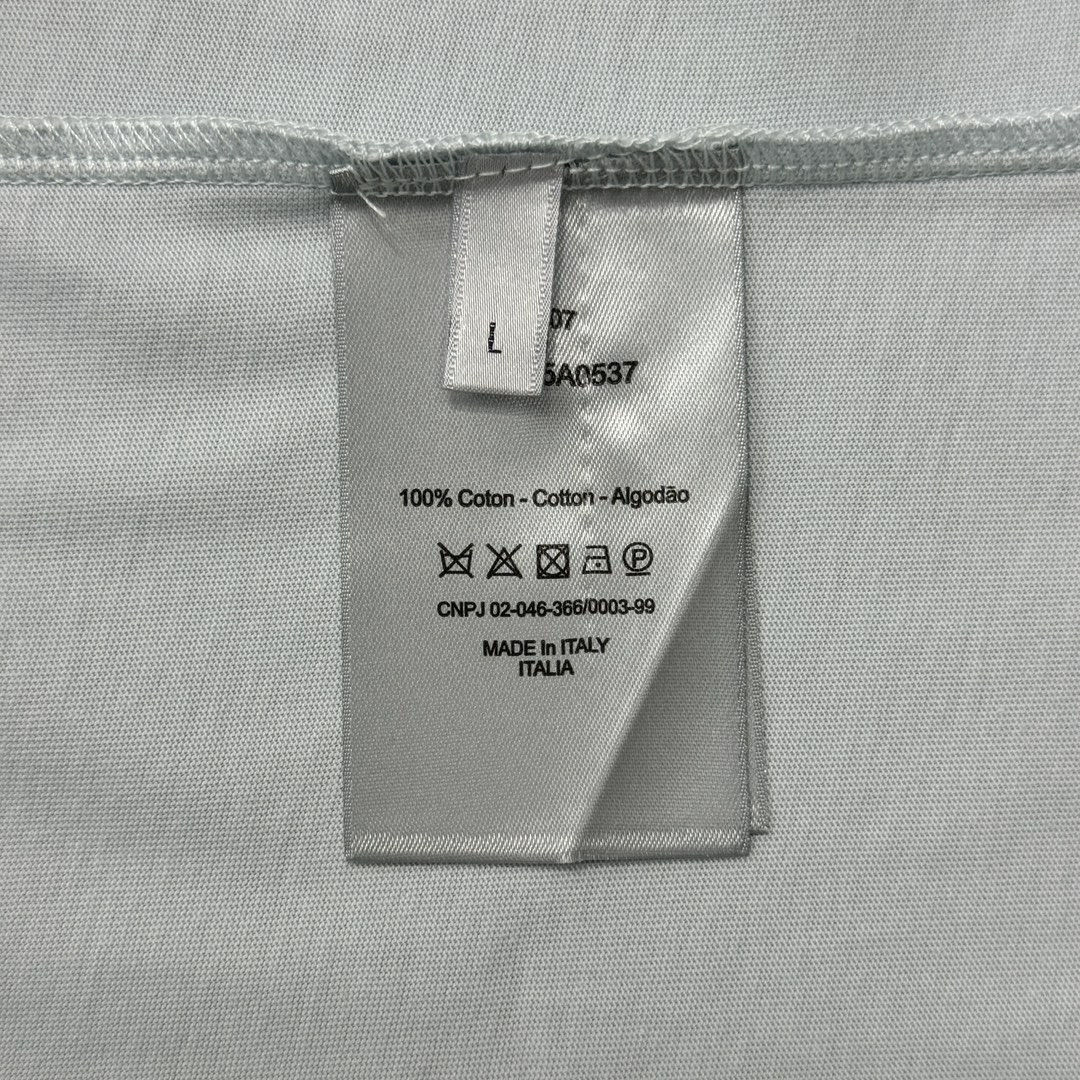 L
07
5A0537
100% Coton - Cotton - Algodão
P
CNPJ 02-046-366/0003-99
MADE In ITALY
ITALIA